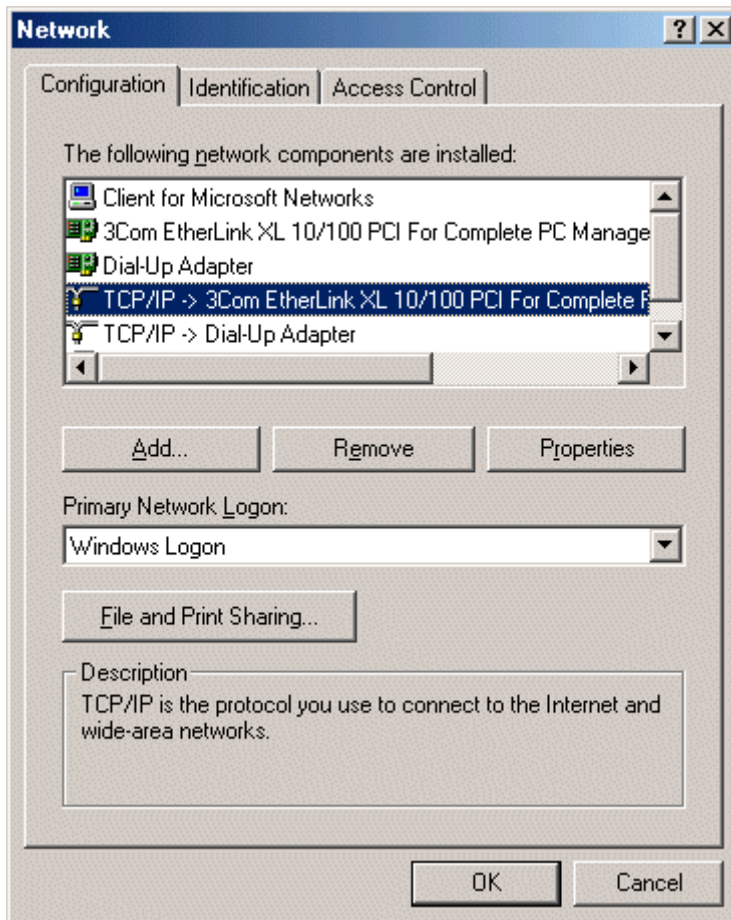 Network
Configuration
Identification
Access Control
The following network components are installed:
Client for Microsoft Networks
3Com EtherLink XL 10/100 PCI For Complete PC Manage
Dial-Up Adapter
TCP/IP -> 3Com EtherLink XL 10/100 PCI For Complete
TCP/IP -> Dial-Up Adapter
Add...
Remove
Properties
Primary Network Logon:
Windows Logon
File and Print Sharing...
Description
TCP/IP is the protocol you use to connect to the Internet and
wide-area networks.
OK
Cancel